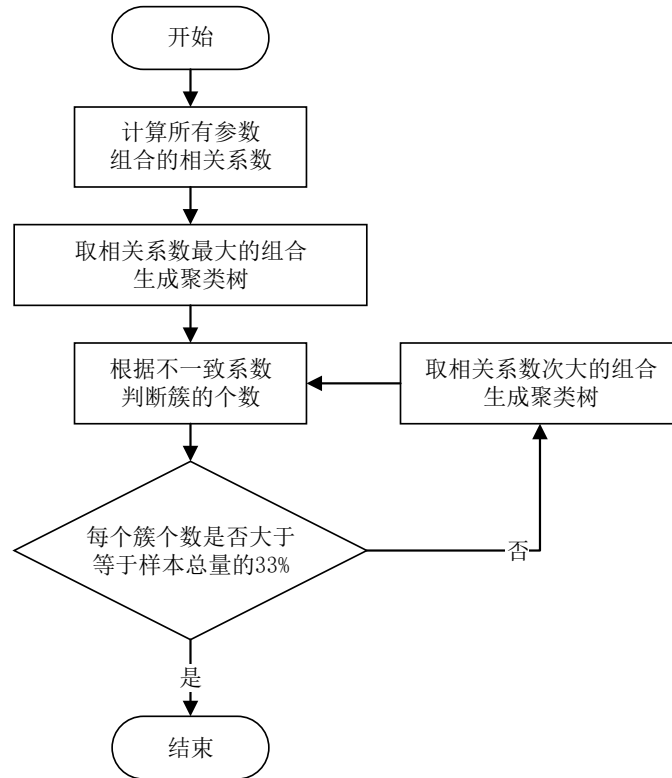 开始
计算所有参数
组合的相关系数
取相关系数最大的组合
生成聚类树
根据不一致系数
判断簇的个数
取相关系数次大的组合
生成聚类树
每个簇个数是否大于
等于样本总量的33%
否
是
结束